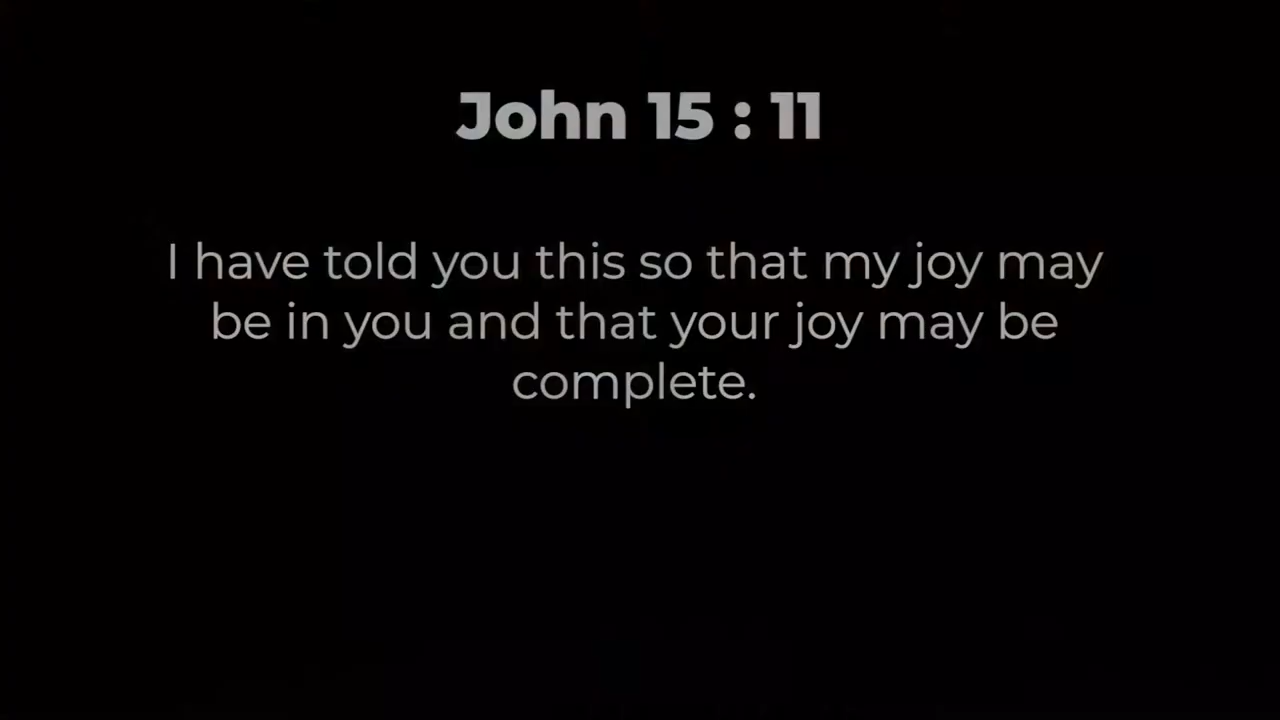 John 15 : 11
I have told you this so that my joy may
be in you and that your joy may be
complete.